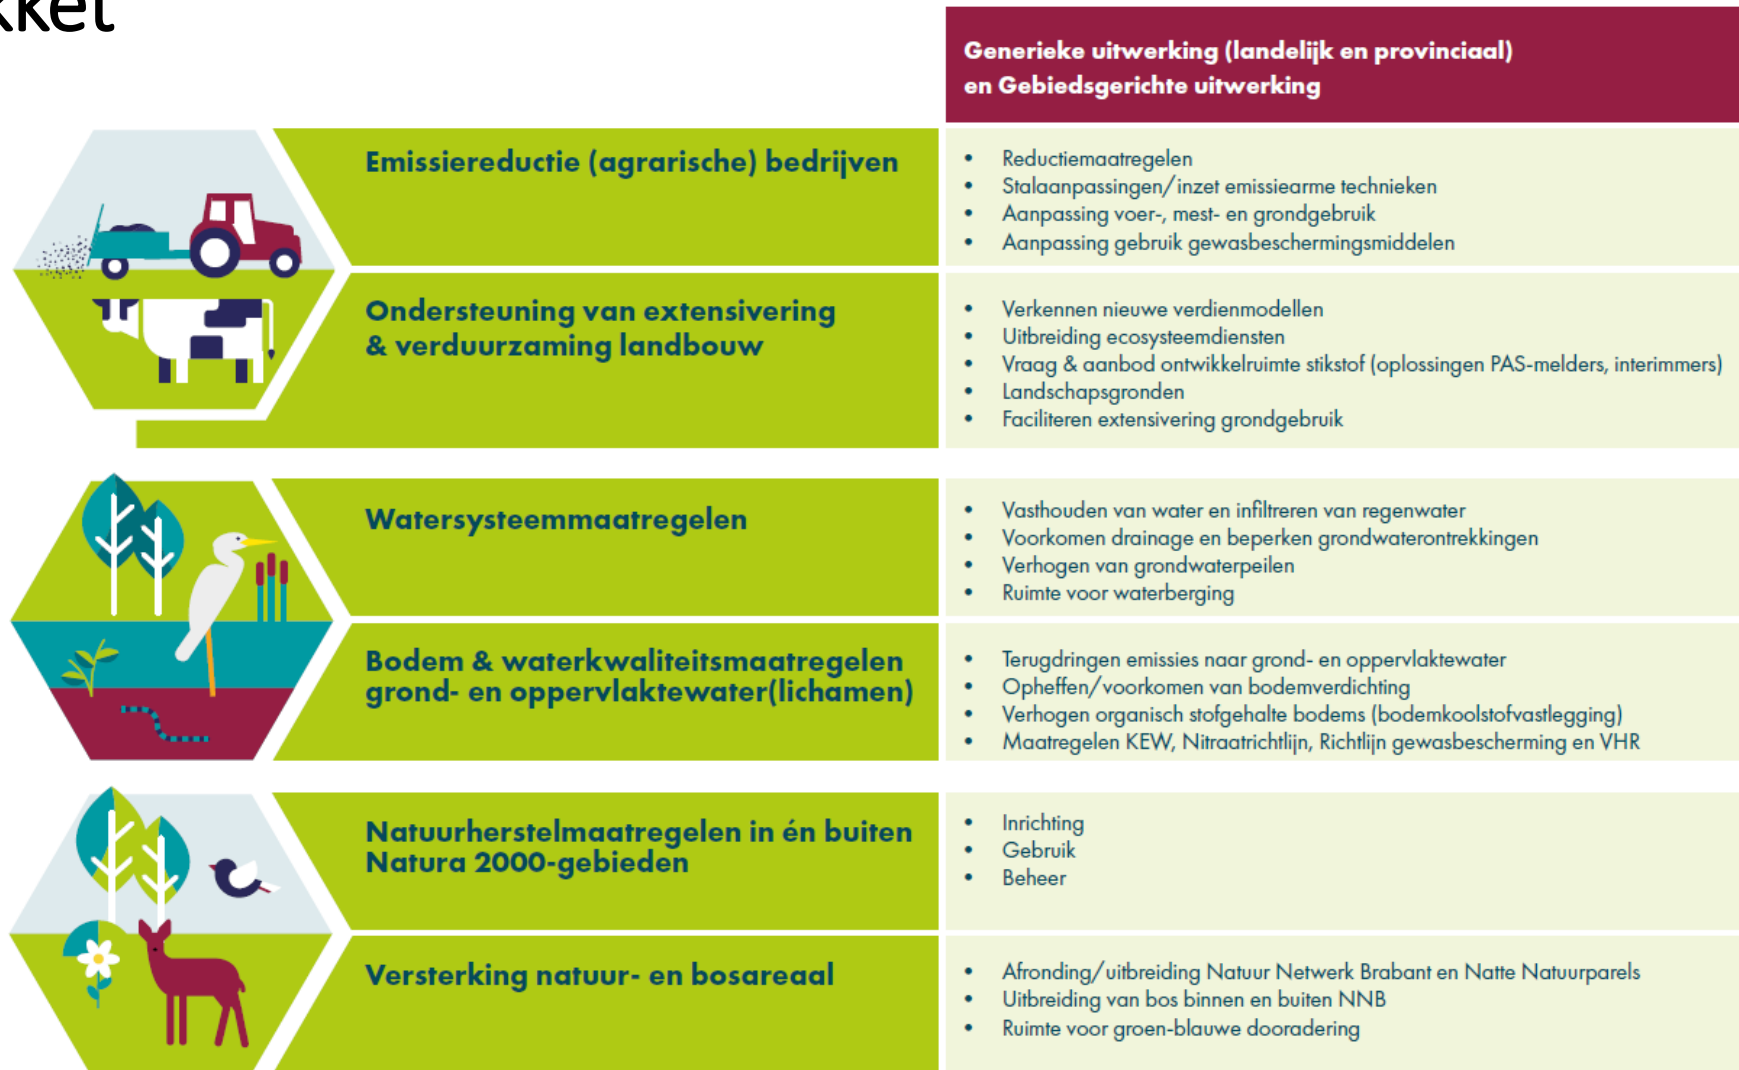 Generieke uitwerking (landelijk en provinciaal)
en Gebiedsgerichte uitwerking
Emissiereductie (agrarische) bedrijven
• Reductiemaatregelen
• Stalaanpassingen/inzet emissiearme technieken
• Aanpassing voer-, mest- en grondgebruik
• Aanpassing gebruik gewasbeschermingsmiddelen
Ondersteuning van extensivering
& verduurzaming landbouw
• Verkennen nieuwe verdienmodellen
• Uitbreiding ecosysteemdiensten
• Vraag & aanbod ontwikkelruimte stikstof (oplossingen PAS-melders, interimmers)
• Landschapsgronden
• Faciliteren extensivering grondgebruik
Watersysteemmaatregelen
• Vasthouden van water en infiltreren van regenwater
• Voorkomen drainage en beperken grondwaterontrekkingen
• Verhogen van grondwaterpeilen
• Ruimte voor waterberging
Bodem & waterkwaliteitsmaatregelen
grond- en oppervlaktewater(lichamen)
• Terugdringen emissies naar grond- en oppervlaktewater
• Opheffen/voorkomen van bodemverdichting
• Verhogen organisch stofgehalte bodems (bodemkoolstofvastlegging)
• Maatregelen KEW, Nitraatrichtlijn, Richtlijn gewasbescherming en VHR
Natuurherstelmaatregelen in én buiten
Natura 2000-gebieden
• Inrichting
• Gebruik
• Beheer
Versterking natuur- en bosareaal
• Afronding/uitbreiding Natuur Netwerk Brabant en Natte Natuurparels
• Uitbreiding van bos binnen en buiten NNB
• Ruimte voor groen-blauwe dooradering